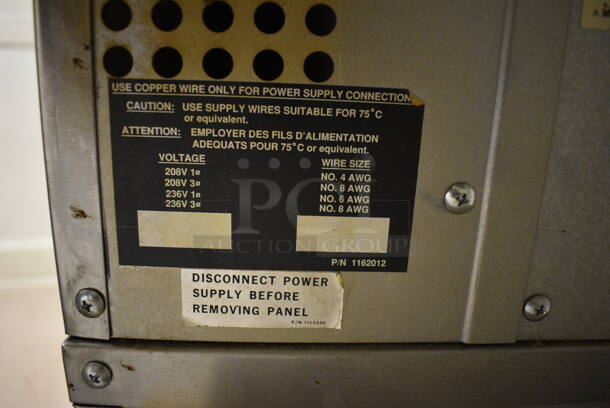 USE COPPER WIRE ONLY FOR POWER SUPPLY CONNECTION
CAUTION: USE SUPPLY WIRES SUITABLE FOR 75°C
or equivalent.
ATTENTION: EMPLOYER DES FILS D'ALIMENTATION
ADEQUATS POUR 75°C or equivalent.
VOLTAGE WIRE SIZE
208V 1ø NO. 4 AWG
208V 3ø NO. 8 AWG
236V 1ø NO. 6 AWG
236V 3ø NO. 8 AWG
PCI
AUCTION GROUP
P/N 1162012
DISCONNECT POWER
SUPPLY BEFORE
REMOVING PANEL